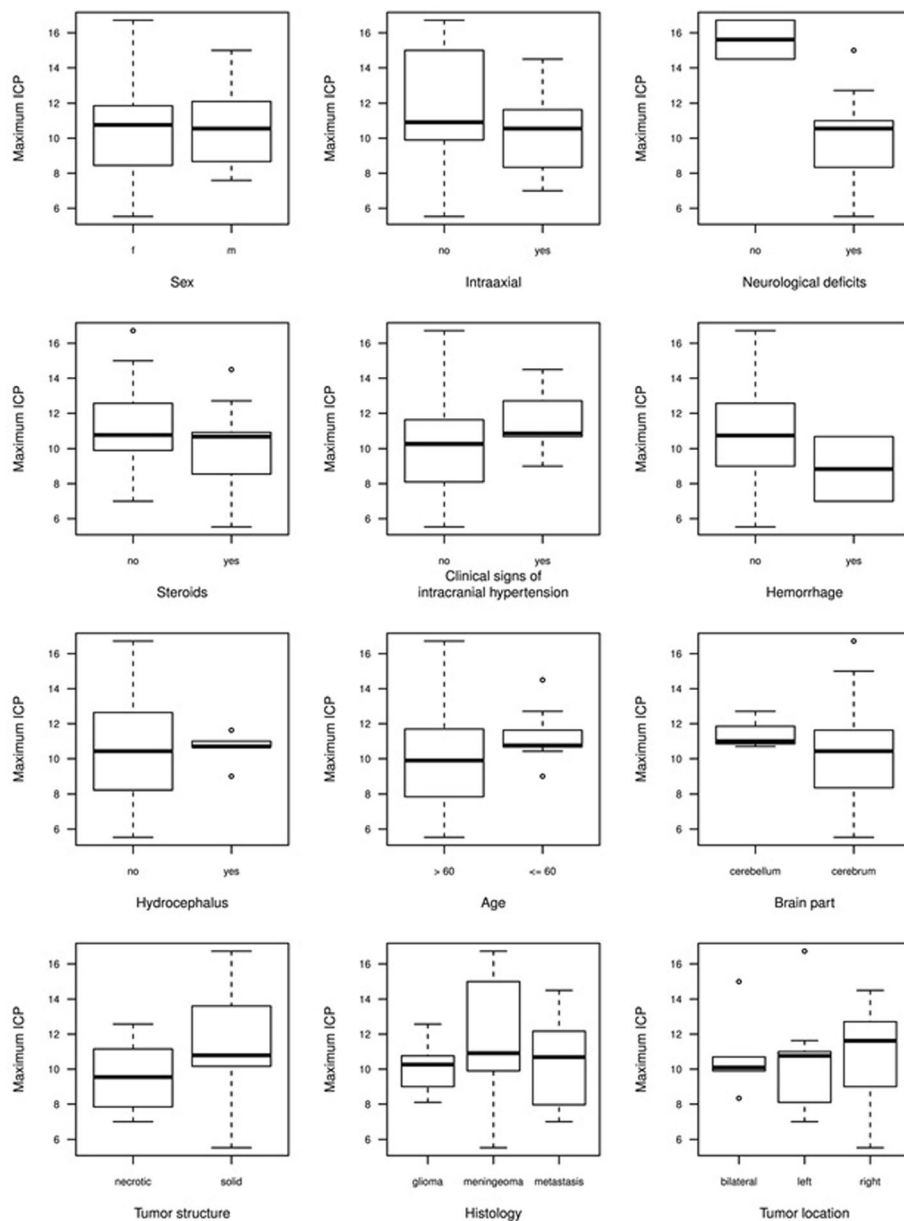 Maximum ICP
16
14
12
10
8
6
f m
Sex
Maximum ICP
16
14
12
10
8
6
no yes
Intraaxial
Maximum ICP
16
14
12
10
8
6
no yes
Neurological deficits
Maximum ICP
16
14
12
10
8
6
no yes
Steroids
Maximum ICP
16
14
12
10
8
6
no yes
Clinical signs of
intracranial hypertension
Maximum ICP
16
14
12
10
8
6
no yes
Hemorrhage
Maximum ICP
16
14
12
10
8
6
no yes
Hydrocephalus
Maximum ICP
16
14
12
10
8
6
> 60 <= 60
Age
Maximum ICP
16
14
12
10
8
6
cerebellum cerebrum
Brain part
Maximum ICP
16
14
12
10
8
6
necrotic solid
Tumor structure
Maximum ICP
16
14
12
10
8
6
glioma meningeoma metastasis
Histology
Maximum ICP
16
14
12
10
8
6
bilateral left right
Tumor location